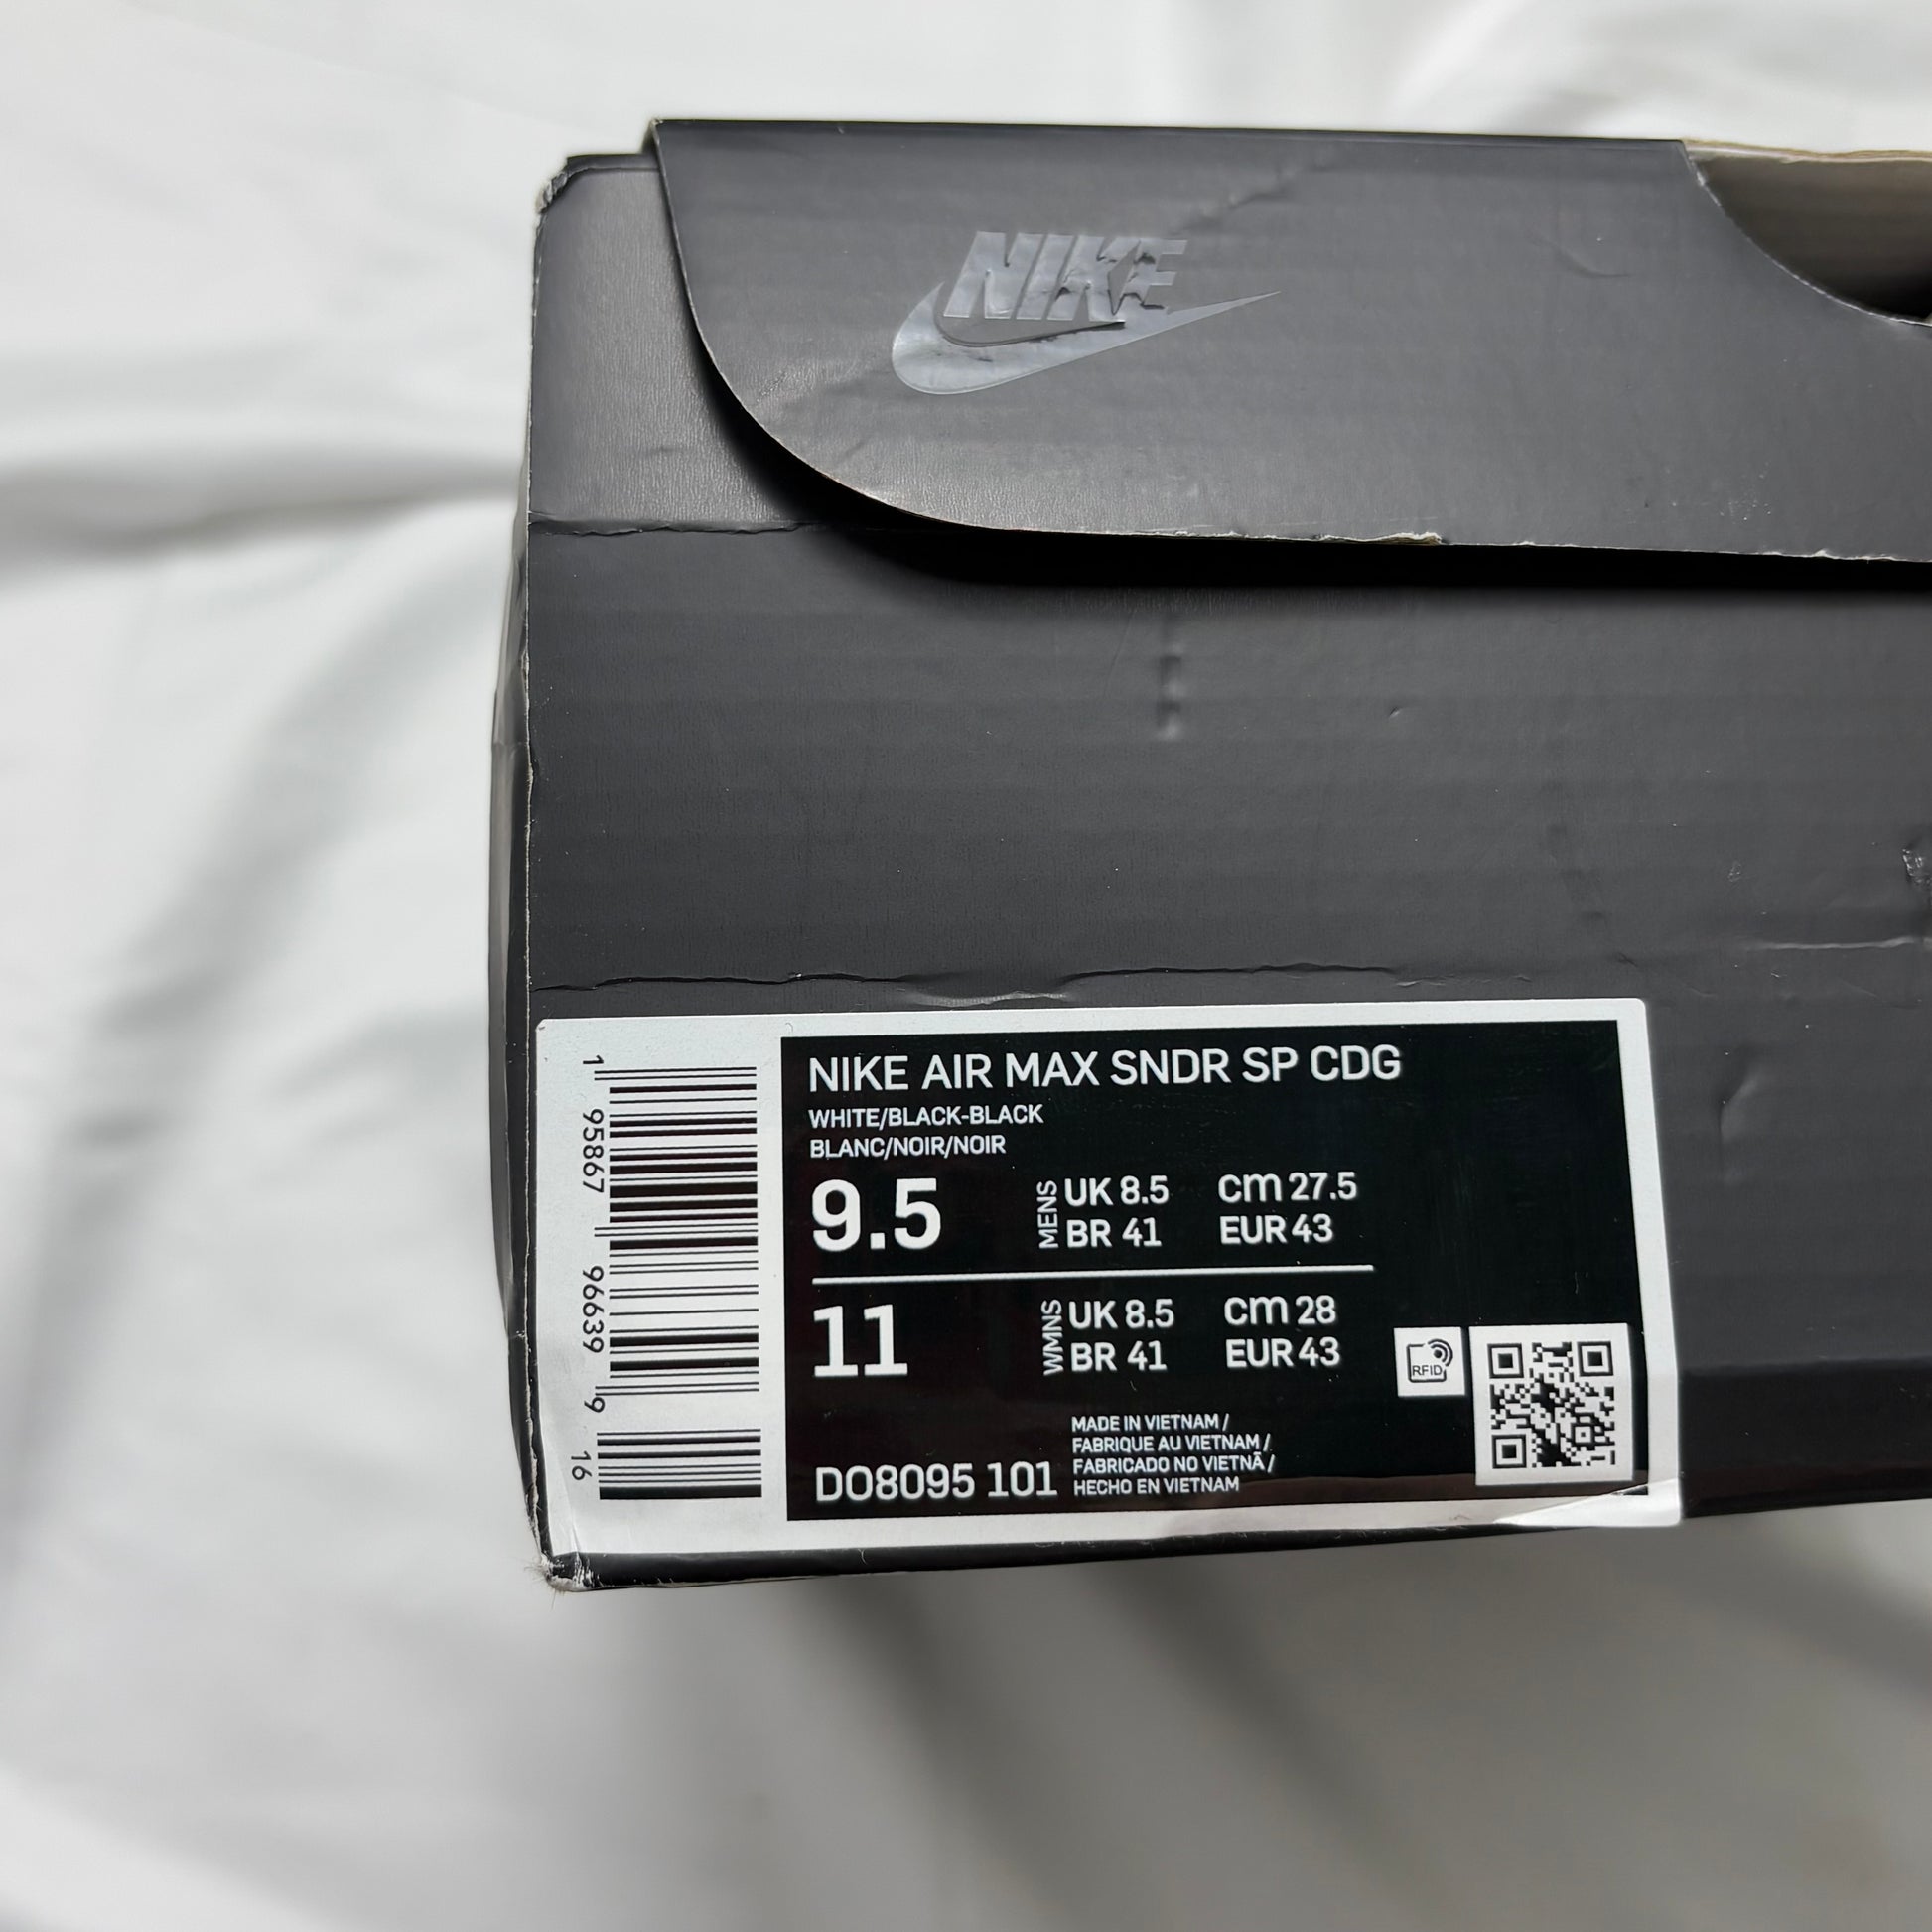 NIKE
NIKE AIR MAX SNDR SP CDG
WHITE/BLACK-BLACK
BLANC/NOIR/NOIR
9.5
MENS
UK 8.5 CM 27.5
BR 41 EUR 43
11
WMNS
UK 8.5 CM 28
BR 41 EUR 43
RFID
MADE IN VIETNAM /
FABRIQUE AU VIETNAM /
FABRICADO NO VIETNÃ /
HECHO EN VIETNAM
DO8095 101
1 95867 96639 9 16